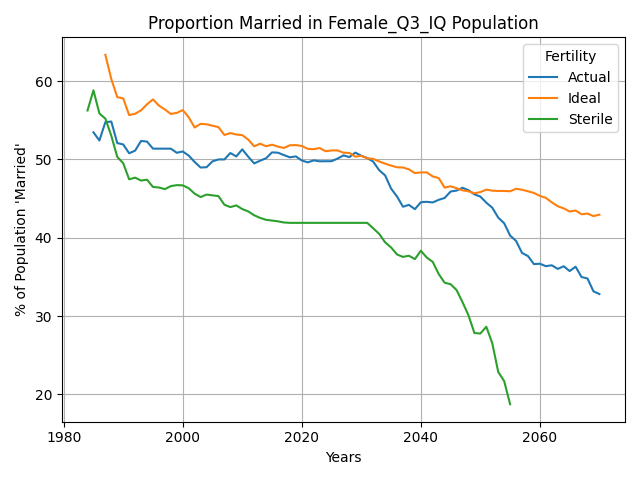 Proportion Married in Female_Q3_IQ Population
% of Population 'Married'
60
50
40
30
20
Fertility
Actual
Ideal
Sterile
1980
2000
2020
2040
2060
Years